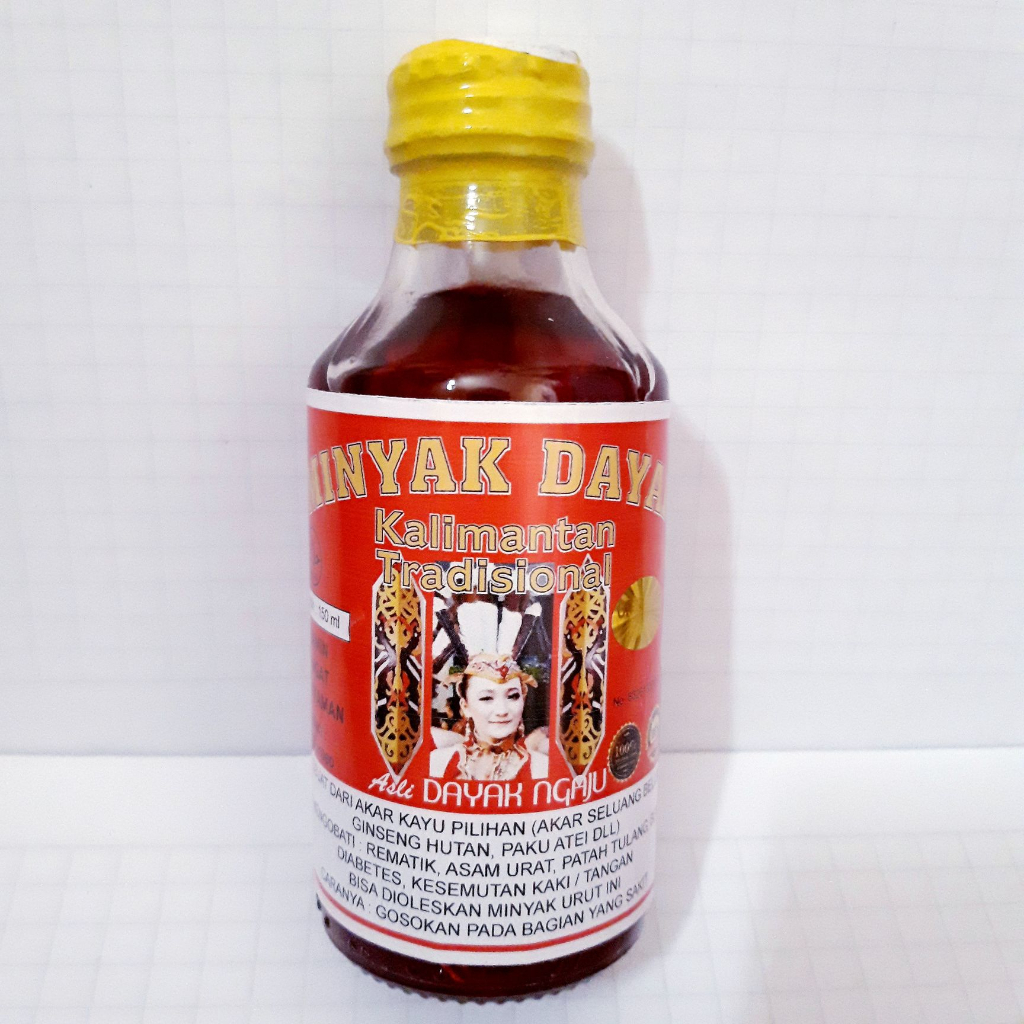 MINYAK DAYA
Kalimantan
Tradisional
150 ml
100%
Asli DAYAK NGAJU
DARI AKAR KAYU PILIHAN (AKAR SELUANG
GINSENG HUTAN, PAKU ATEI DLL)
: REMATIK, ASAM URAT, PATAH TULANG
DIABETES, KESEMUTAN KAKI / TANGAN
BISA DIOLESKAN MINYAK URUT INI
CARANYA : GOSOKAN PADA BAGIAN YANG SAKIT